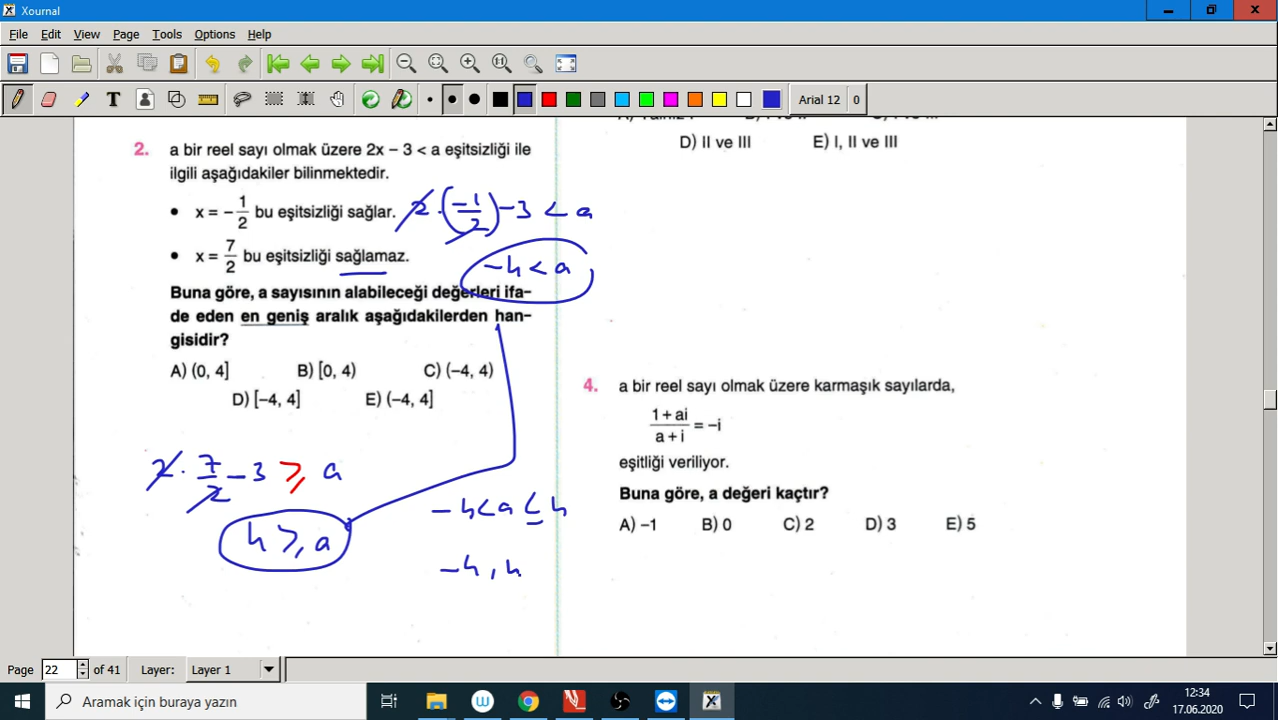 Xournal
File Edit View Page Tools Options Help
Arial 12 0
2. a bir reel sayı olmak üzere 2x – 3 < a eşitsizliği ile
ilgili aşağıdakiler bilinmektedir.
• x = –1/2 bu eşitsizliği sağlar.
2·(-1/2)-3 < a
• x = 7/2 bu eşitsizliği sağlamaz.
-4 < a
Buna göre, a sayısının alabileceği değerleri ifa-
de eden en geniş aralık aşağıdakilerden han-
gisidir?
A) (0, 4] B) [0, 4) C) (–4, 4)
D) [–4, 4] E) (–4, 4]
2·7/2-3 ≥ a
4 ≥ a
-4<a≤4
-4, 4
D) II ve III E) I, II ve III
4. a bir reel sayı olmak üzere karmaşık sayılarda,
1 + ai / a + i = –i
eşitliği veriliyor.
Buna göre, a değeri kaçtır?
A) –1 B) 0 C) 2 D) 3 E) 5
Page 22 of 41 Layer: Layer 1
Aramak için buraya yazın
12:34
17.06.2020